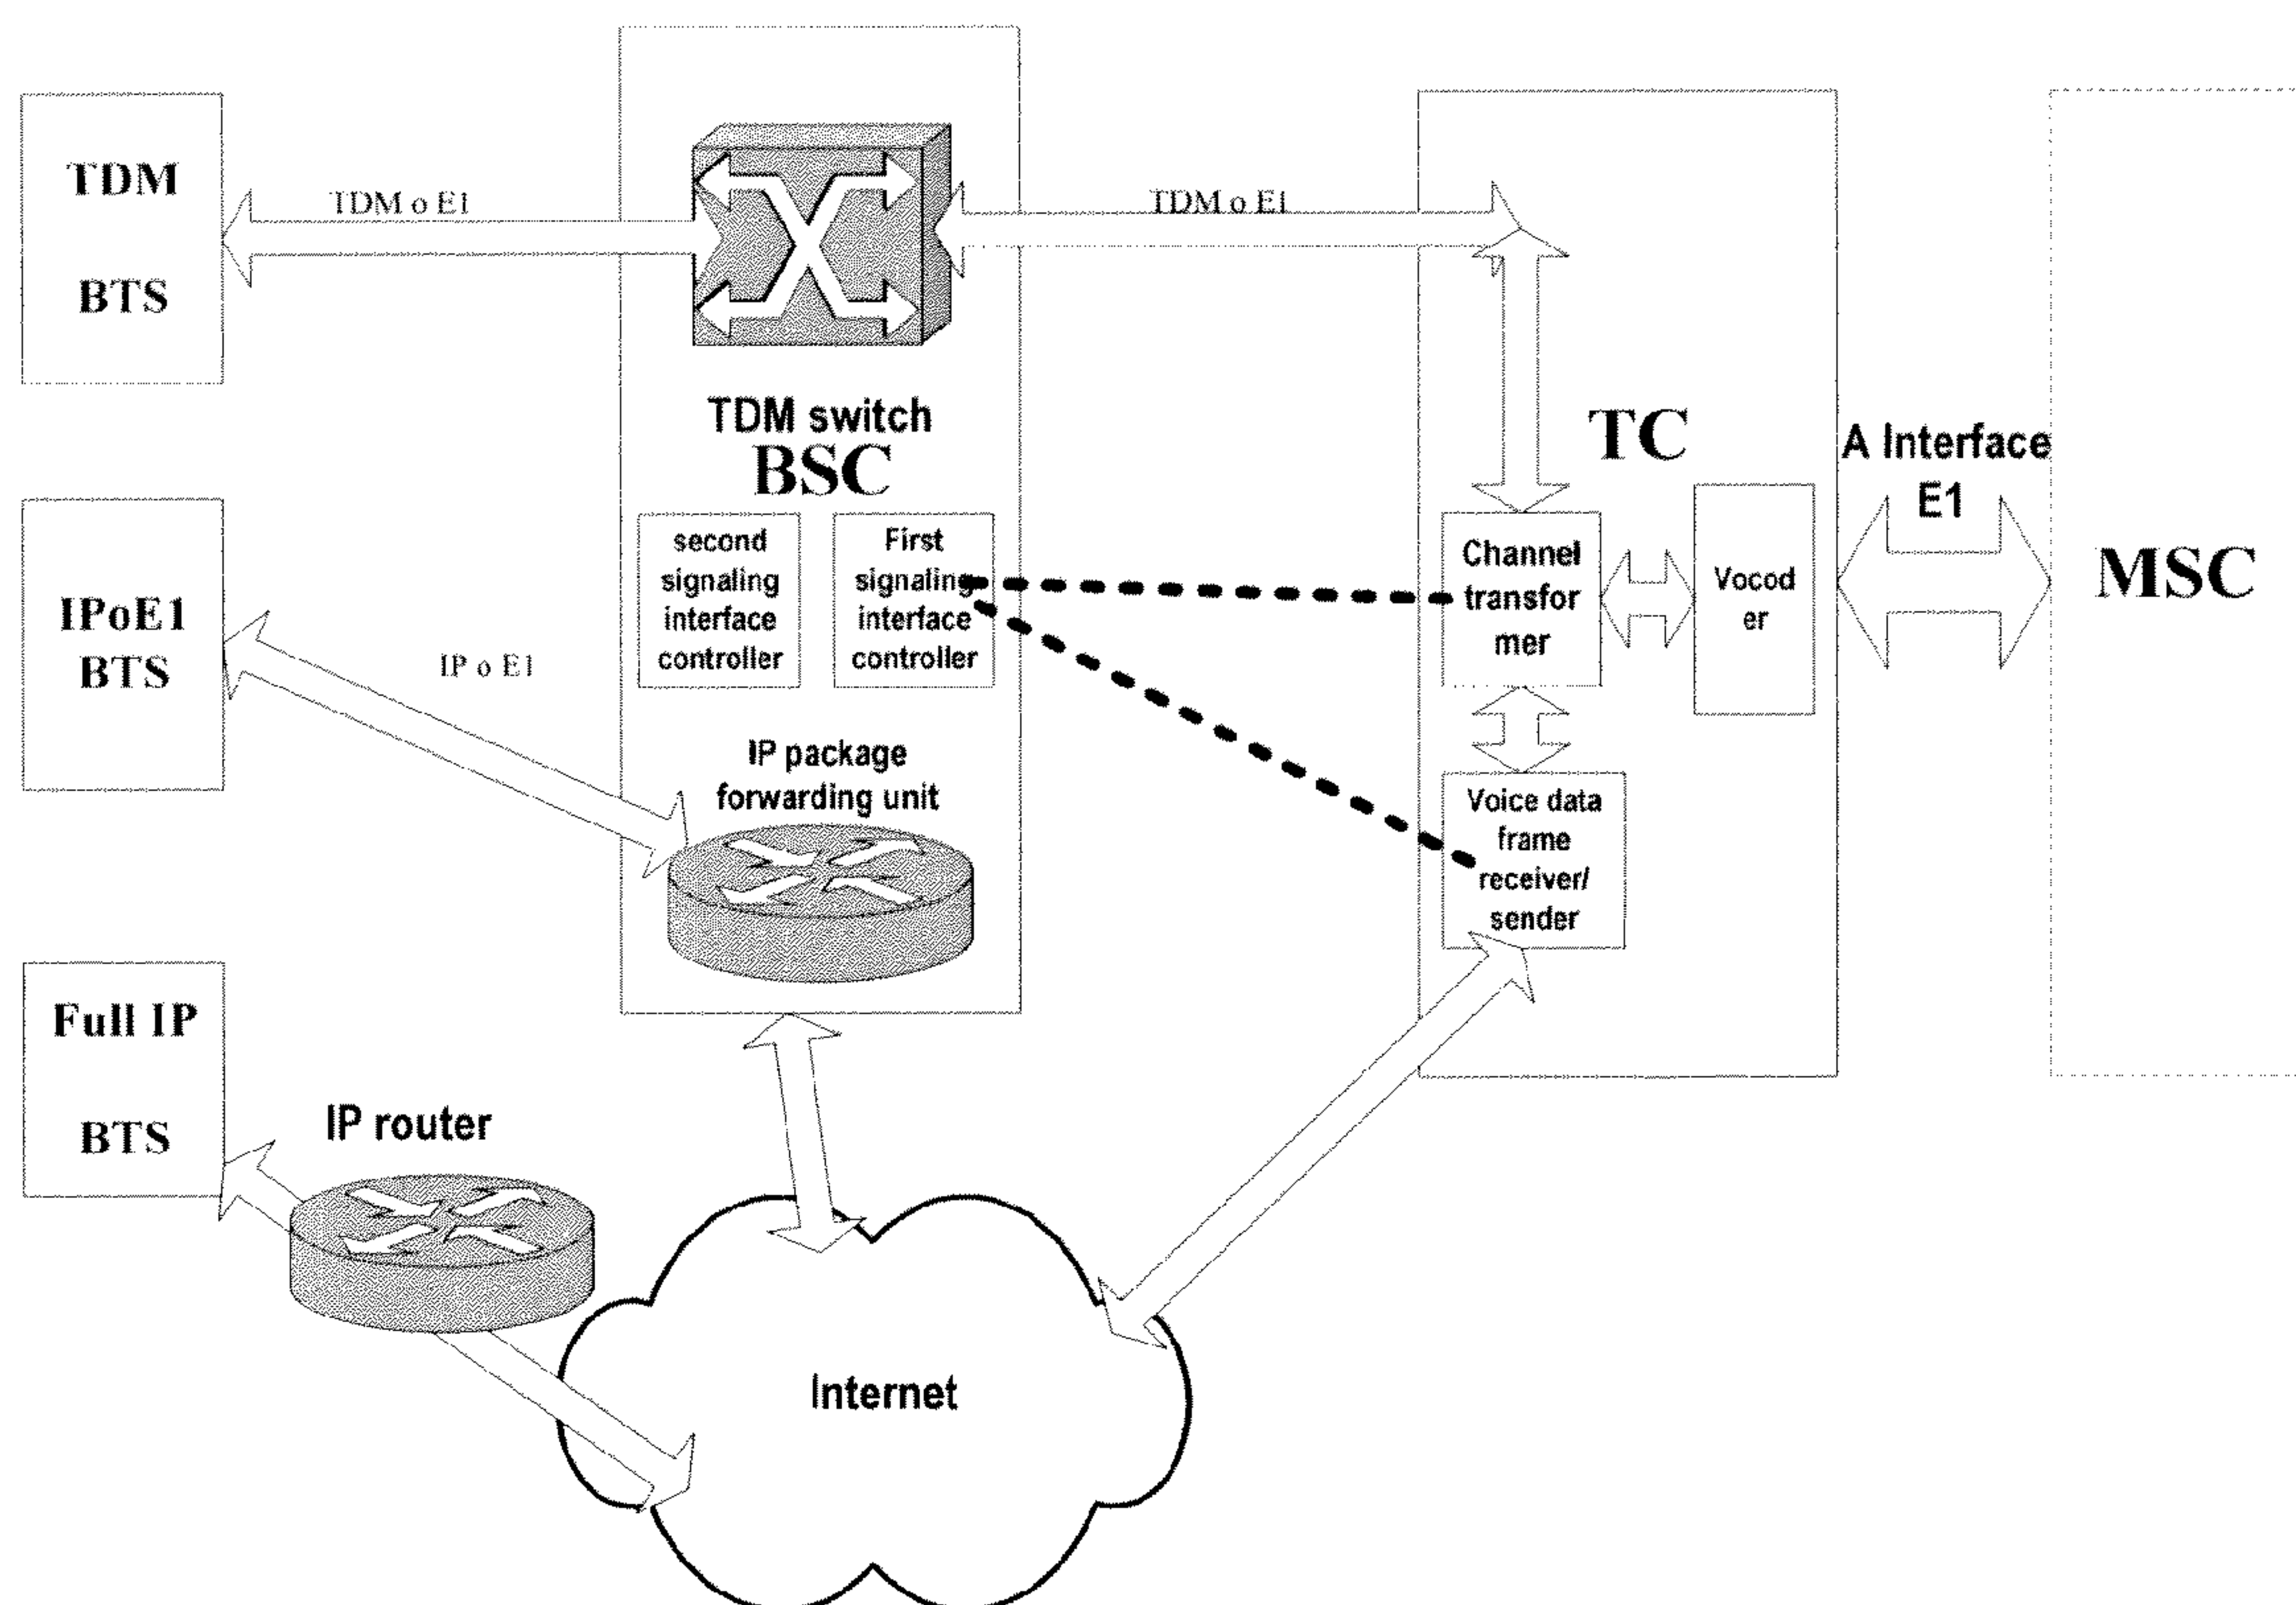 TDM
BTS
TDM o E1
TDM switch
BSC
TDM o E1
second
signaling
interface
controller
First
signaling
interface
controller
TC
Channel
transfor
mer
Vocod
er
A Interface
E1
MSC
IPoE1
BTS
IP o E1
IP package
forwarding unit
Voice data
frame
receiver/
sender
Full IP
BTS
IP router
Internet